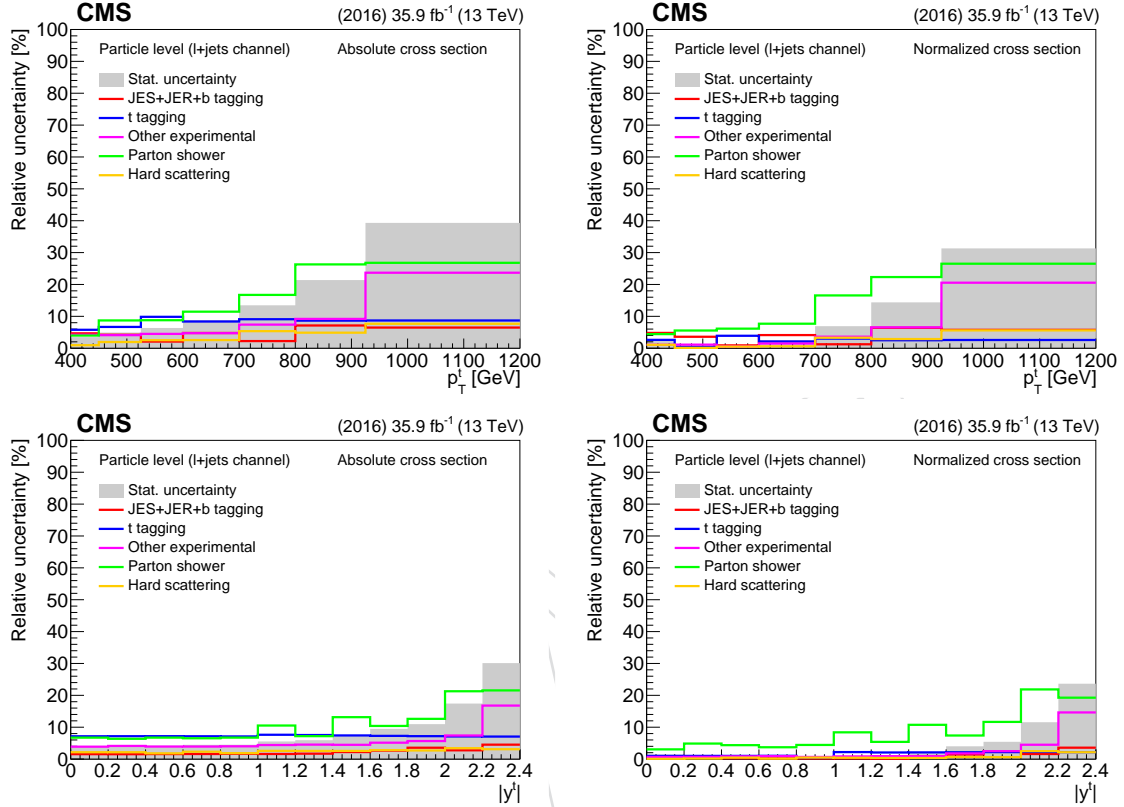 CMS (2016) 35.9 fb⁻¹ (13 TeV)
Relative uncertainty [%]
Particle level (l+jets channel) Absolute cross section
Stat. uncertainty
JES+JER+b tagging
t tagging
Other experimental
Parton shower
Hard scattering
100
90
80
70
60
50
40
30
20
10
0
400 500 600 700 800 900 1000 1100 1200
p_T^t [GeV]
CMS (2016) 35.9 fb⁻¹ (13 TeV)
Relative uncertainty [%]
Particle level (l+jets channel) Normalized cross section
Stat. uncertainty
JES+JER+b tagging
t tagging
Other experimental
Parton shower
Hard scattering
100
90
80
70
60
50
40
30
20
10
0
400 500 600 700 800 900 1000 1100 1200
p_T^t [GeV]
CMS (2016) 35.9 fb⁻¹ (13 TeV)
Relative uncertainty [%]
Particle level (l+jets channel) Absolute cross section
Stat. uncertainty
JES+JER+b tagging
t tagging
Other experimental
Parton shower
Hard scattering
100
90
80
70
60
50
40
30
20
10
0
0 0.2 0.4 0.6 0.8 1 1.2 1.4 1.6 1.8 2 2.2 2.4
|y^t|
CMS (2016) 35.9 fb⁻¹ (13 TeV)
Relative uncertainty [%]
Particle level (l+jets channel) Normalized cross section
Stat. uncertainty
JES+JER+b tagging
t tagging
Other experimental
Parton shower
Hard scattering
100
90
80
70
60
50
40
30
20
10
0
0 0.2 0.4 0.6 0.8 1 1.2 1.4 1.6 1.8 2 2.2 2.4
|y^t|